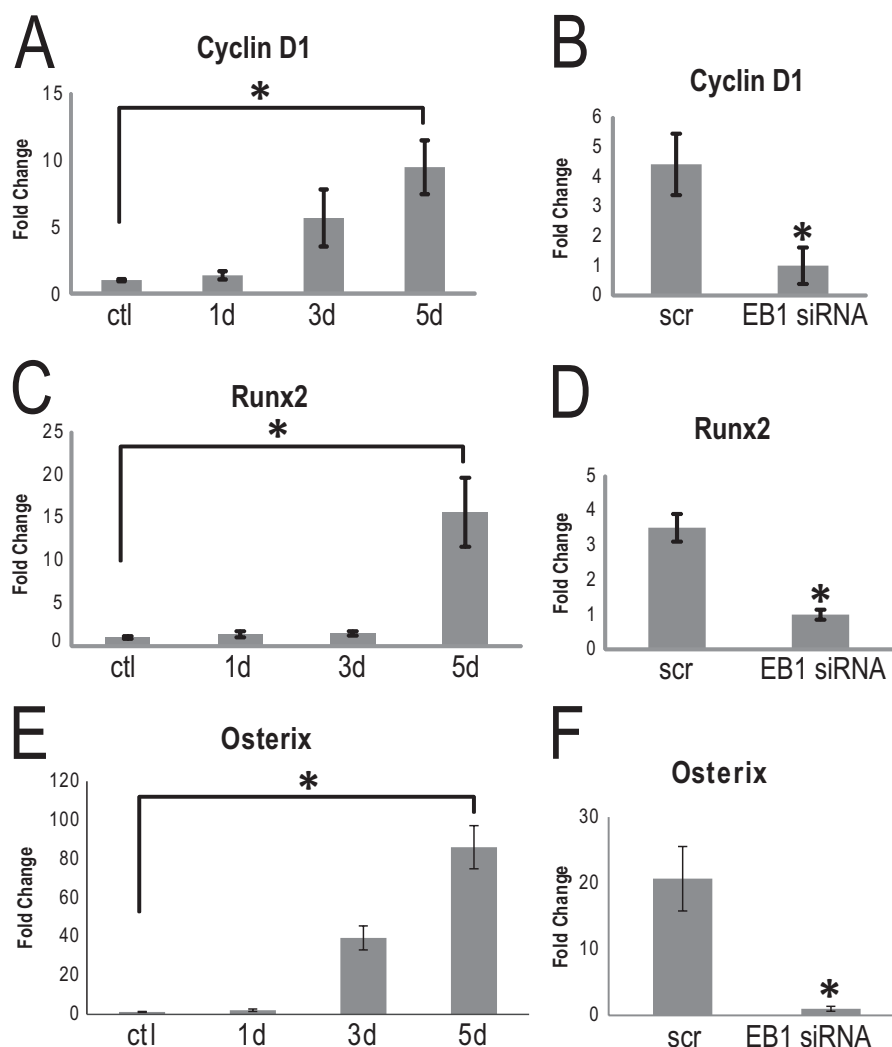 A
Cyclin D1
*
Fold Change
15
10
5
0
ctl 1d 3d 5d
B
Cyclin D1
Fold Change
6
5
4
3
2
1
0
*
scr EB1 siRNA
C
Runx2
*
Fold Change
25
20
15
10
5
0
ctl 1d 3d 5d
D
Runx2
Fold Change
5
4
3
2
1
0
*
scr EB1 siRNA
E
Osterix
*
Fold Change
120
100
80
60
40
20
0
ctl 1d 3d 5d
F
Osterix
Fold Change
30
20
10
0
*
scr EB1 siRNA